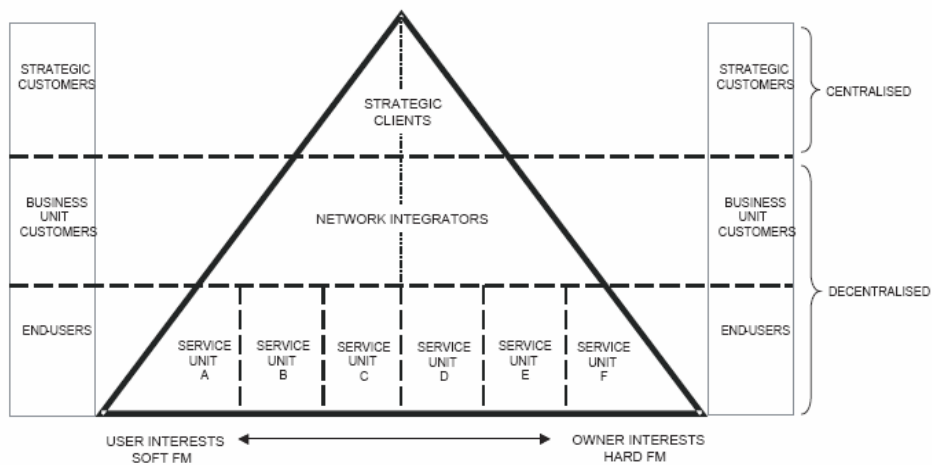 STRATEGIC
CUSTOMERS
STRATEGIC
CLIENTS
STRATEGIC
CUSTOMERS
CENTRALISED
BUSINESS
UNIT
CUSTOMERS
NETWORK INTEGRATORS
BUSINESS
UNIT
CUSTOMERS
DECENTRALISED
END-USERS
SERVICE
UNIT
A
SERVICE
UNIT
B
SERVICE
UNIT
C
SERVICE
UNIT
D
SERVICE
UNIT
E
SERVICE
UNIT
F
END-USERS
USER INTERESTS
SOFT FM
OWNER INTERESTS
HARD FM